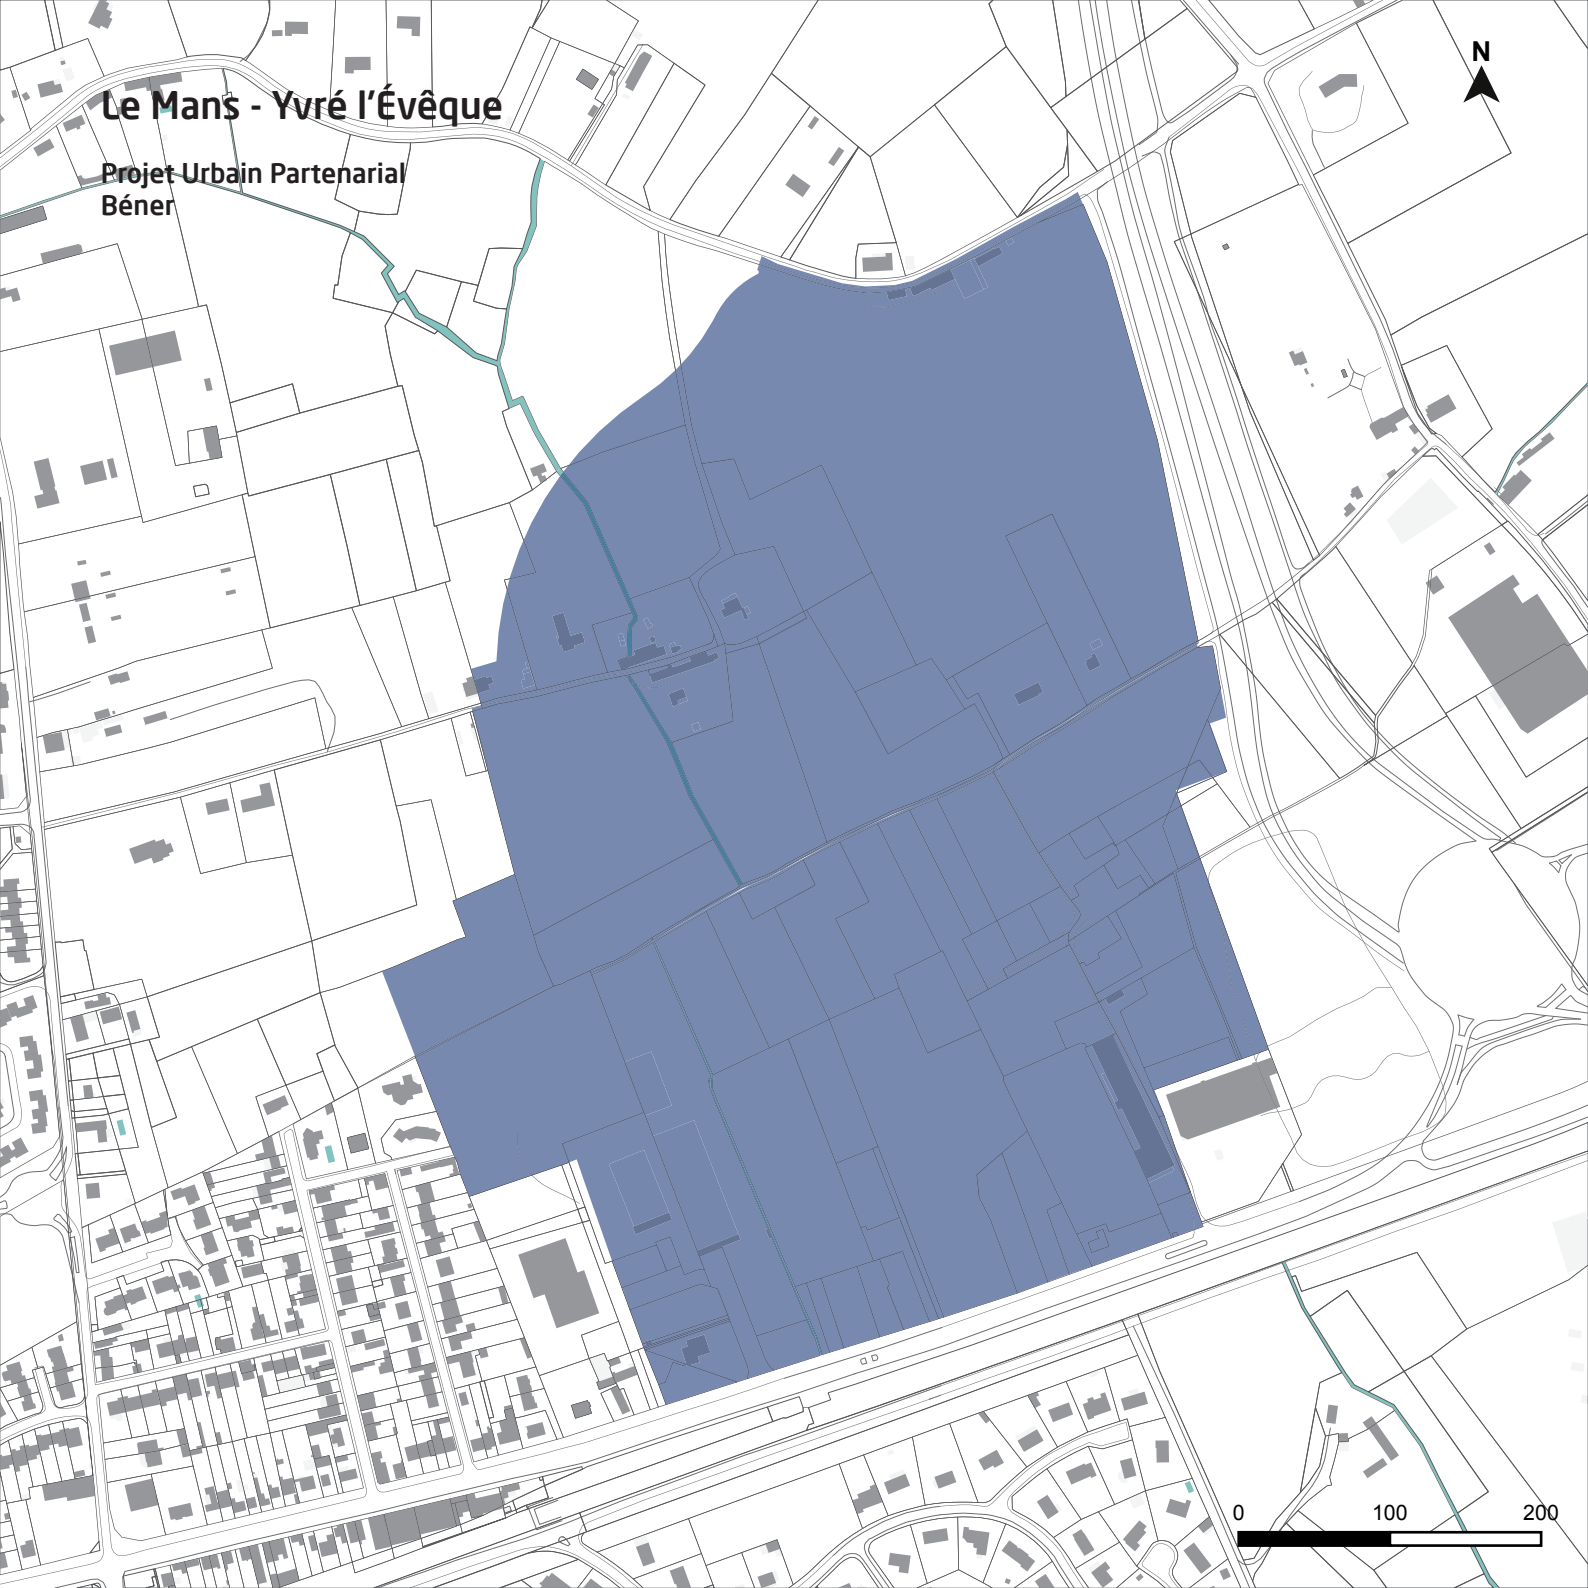 Le Mans - Yvré l'Évêque
Projet Urbain Partenarial
Béner
N
0 100 200